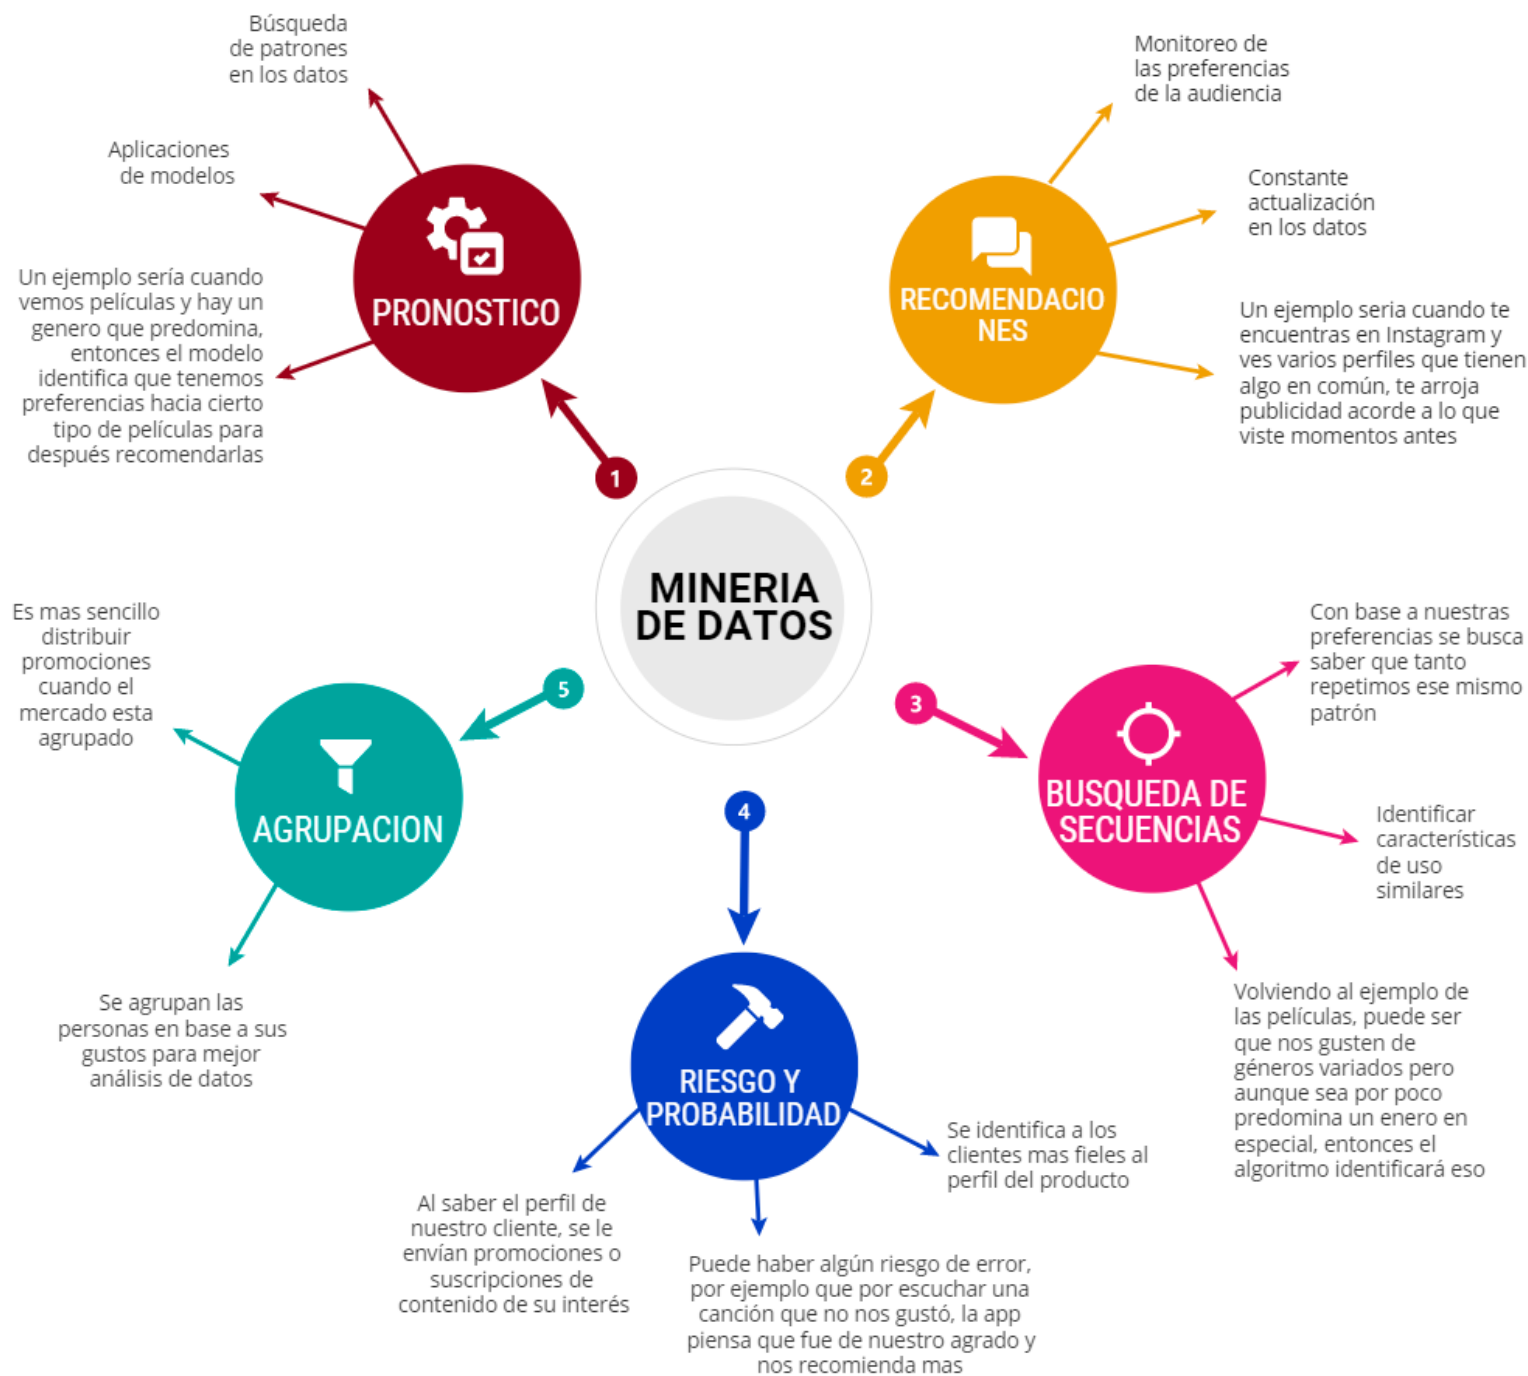 MINERIA
DE DATOS
1
PRONOSTICO
Búsqueda
de patrones
en los datos
Aplicaciones
de modelos
Un ejemplo sería cuando
vemos películas y hay un
genero que predomina,
entonces el modelo
identifica que tenemos
preferencias hacia cierto
tipo de películas para
después recomendarlas
2
RECOMENDACIO
NES
Monitoreo de
las preferencias
de la audiencia
Constante
actualización
en los datos
Un ejemplo seria cuando te
encuentras en Instagram y
ves varios perfiles que tienen
algo en común, te arroja
publicidad acorde a lo que
viste momentos antes
3
BUSQUEDA DE
SECUENCIAS
Con base a nuestras
preferencias se busca
saber que tanto
repetimos ese mismo
patrón
Identificar
características
de uso
similares
Volviendo al ejemplo de
las películas, puede ser
que nos gusten de
géneros variados pero
aunque sea por poco
predomina un enero en
especial, entonces el
algoritmo identificará eso
4
RIESGO Y
PROBABILIDAD
Se identifica a los
clientes mas fieles al
perfil del producto
Puede haber algún riesgo de error,
por ejemplo que por escuchar una
canción que no nos gustó, la app
piensa que fue de nuestro agrado y
nos recomienda mas
Al saber el perfil de
nuestro cliente, se le
envían promociones o
suscripciones de
contenido de su interés
5
AGRUPACION
Es mas sencillo
distribuir
promociones
cuando el
mercado esta
agrupado
Se agrupan las
personas en base a sus
gustos para mejor
análisis de datos